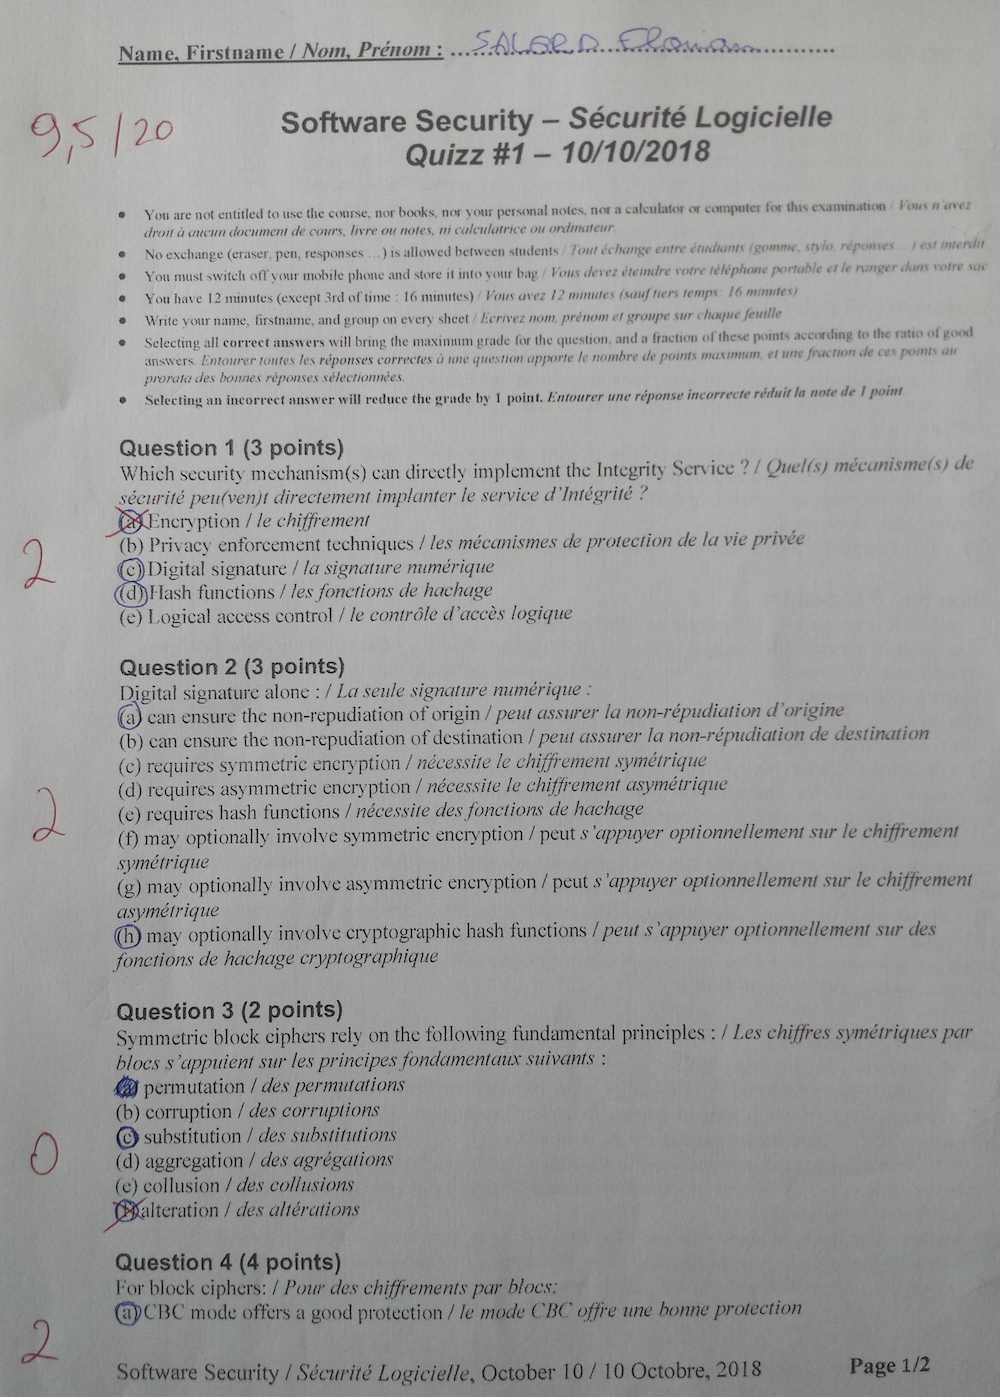 Name, Firstname / Nom, Prénom : SALORD Florian
9,5/20
Software Security – Sécurité Logicielle
Quizz #1 – 10/10/2018
• You are not entitled to use the course, nor books, nor your personal notes, nor a calculator or computer for this examination / Vous n'avez
droit à aucun document de cours, livre ou notes, ni calculatrice ou ordinateur.
• No exchange (eraser, pen, responses ...) is allowed between students / Tout échange entre étudiants (gomme, stylo, réponses ...) est interdit
• You must switch off your mobile phone and store it into your bag / Vous devez éteindre votre téléphone portable et le ranger dans votre sac
• You have 12 minutes (except 3rd of time : 16 minutes) / Vous avez 12 minutes (sauf tiers temps: 16 minutes)
• Write your name, firstname, and group on every sheet / Ecrivez nom, prénom et groupe sur chaque feuille
• Selecting all correct answers will bring the maximum grade for the question, and a fraction of these points according to the ratio of good
answers. Entourer toutes les réponses correctes à une question apporte le nombre de points maximum, et une fraction de ces points au
prorata des bonnes réponses sélectionnées.
• Selecting an incorrect answer will reduce the grade by 1 point. Entourer une réponse incorrecte réduit la note de 1 point.
Question 1 (3 points)
Which security mechanism(s) can directly implement the Integrity Service ? / Quel(s) mécanisme(s) de
sécurité peu(ven)t directement implanter le service d'Intégrité ?
(a) Encryption / le chiffrement
(b) Privacy enforcement techniques / les mécanismes de protection de la vie privée
2
(c) Digital signature / la signature numérique
(d) Hash functions / les fonctions de hachage
(e) Logical access control / le contrôle d'accès logique
Question 2 (3 points)
Digital signature alone : / La seule signature numérique :
(a) can ensure the non-repudiation of origin / peut assurer la non-répudiation d'origine
(b) can ensure the non-repudiation of destination / peut assurer la non-répudiation de destination
(c) requires symmetric encryption / nécessite le chiffrement symétrique
(d) requires asymmetric encryption / nécessite le chiffrement asymétrique
(e) requires hash functions / nécessite des fonctions de hachage
2
(f) may optionally involve symmetric encryption / peut s'appuyer optionnellement sur le chiffrement
symétrique
(g) may optionally involve asymmetric encryption / peut s'appuyer optionnellement sur le chiffrement
asymétrique
(h) may optionally involve cryptographic hash functions / peut s'appuyer optionnellement sur des
fonctions de hachage cryptographique
Question 3 (2 points)
Symmetric block ciphers rely on the following fundamental principles : / Les chiffres symétriques par
blocs s'appuient sur les principes fondamentaux suivants :
(a) permutation / des permutations
(b) corruption / des corruptions
(c) substitution / des substitutions
0
(d) aggregation / des agrégations
(e) collusion / des collusions
(f) alteration / des altérations
Question 4 (4 points)
For block ciphers: / Pour des chiffrements par blocs:
(a) CBC mode offers a good protection / le mode CBC offre une bonne protection
2
Software Security / Sécurité Logicielle, October 10 / 10 Octobre, 2018
Page 1/2